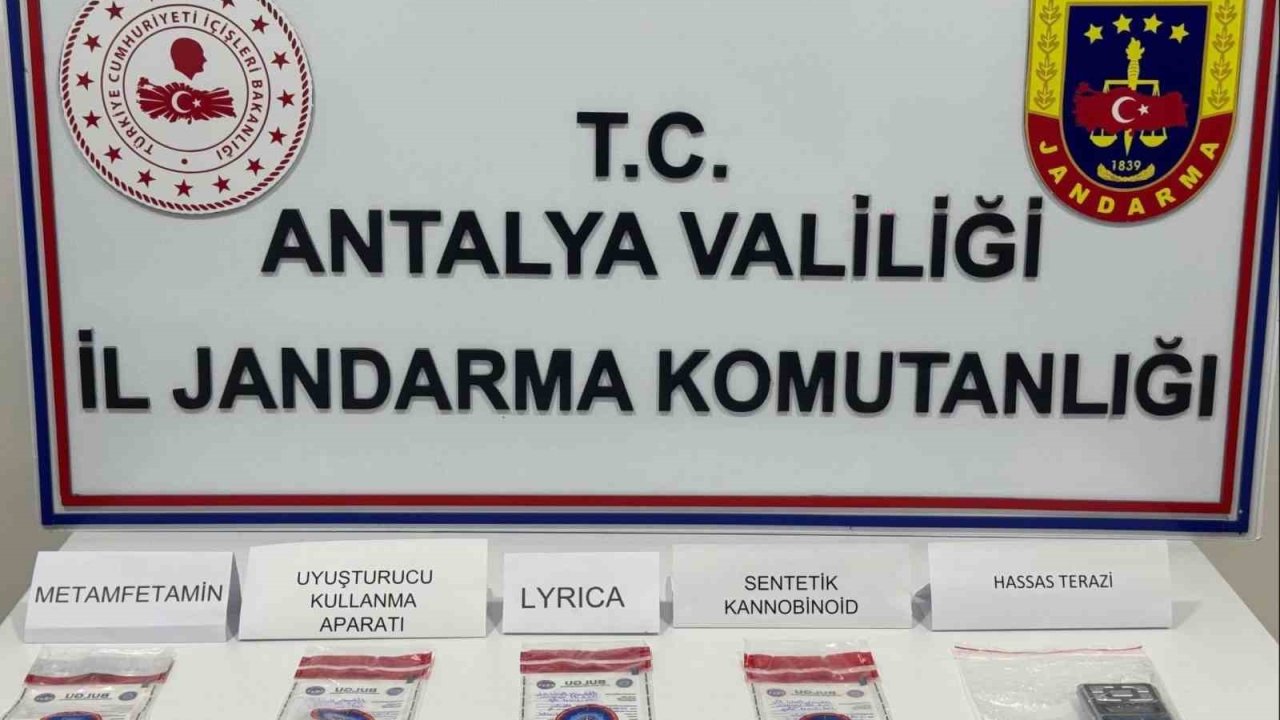 TÜRKİYE CUMHURİYETİ İÇİŞLERİ BAKANLIĞI
1839
JANDARMA
T.C.
ANTALYA VALİLİĞİ
İL JANDARMA KOMUTANLIĞI
METAMFETAMİN
UYUŞTURUCU
KULLANMA
APARATI
LYRICA
SENTETİK
KANNOBİNOİD
HASSAS TERAZİ